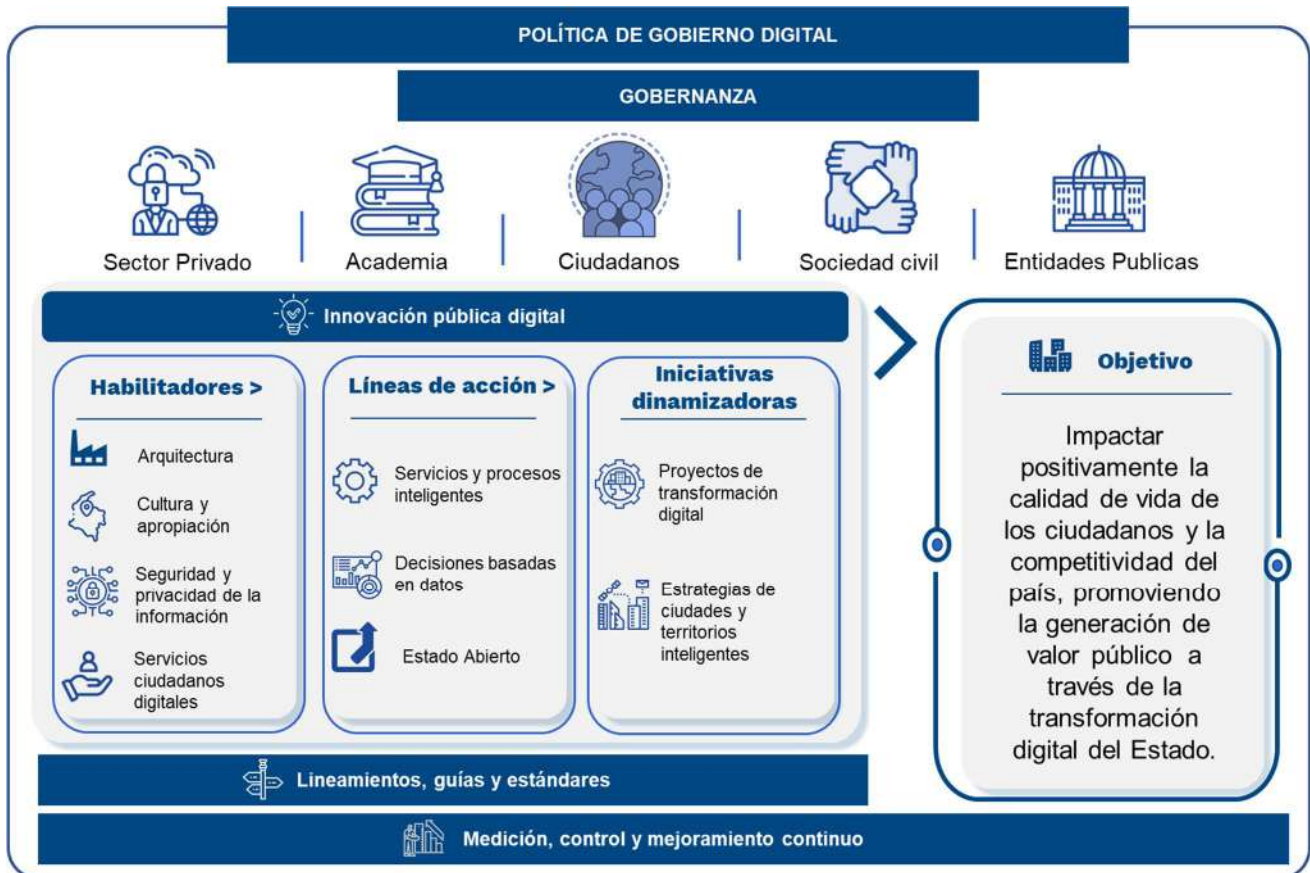 POLÍTICA DE GOBIERNO DIGITAL
GOBERNANZA
Sector Privado
Academia
Ciudadanos
Sociedad civil
Entidades Publicas
Innovación pública digital
Habilitadores >
Arquitectura
Cultura y
apropiación
Seguridad y
privacidad de la
información
Servicios
ciudadanos
digitales
Líneas de acción >
Servicios y procesos
inteligentes
Decisiones basadas
en datos
Estado Abierto
Iniciativas
dinamizadoras
Proyectos de
transformación
digital
Estrategias de
ciudades y
territorios
inteligentes
Objetivo
Impactar
positivamente la
calidad de vida de
los ciudadanos y la
competitividad del
país, promoviendo
la generación de
valor público a
través de la
transformación
digital del Estado.
Lineamientos, guías y estándares
Medición, control y mejoramiento continuo